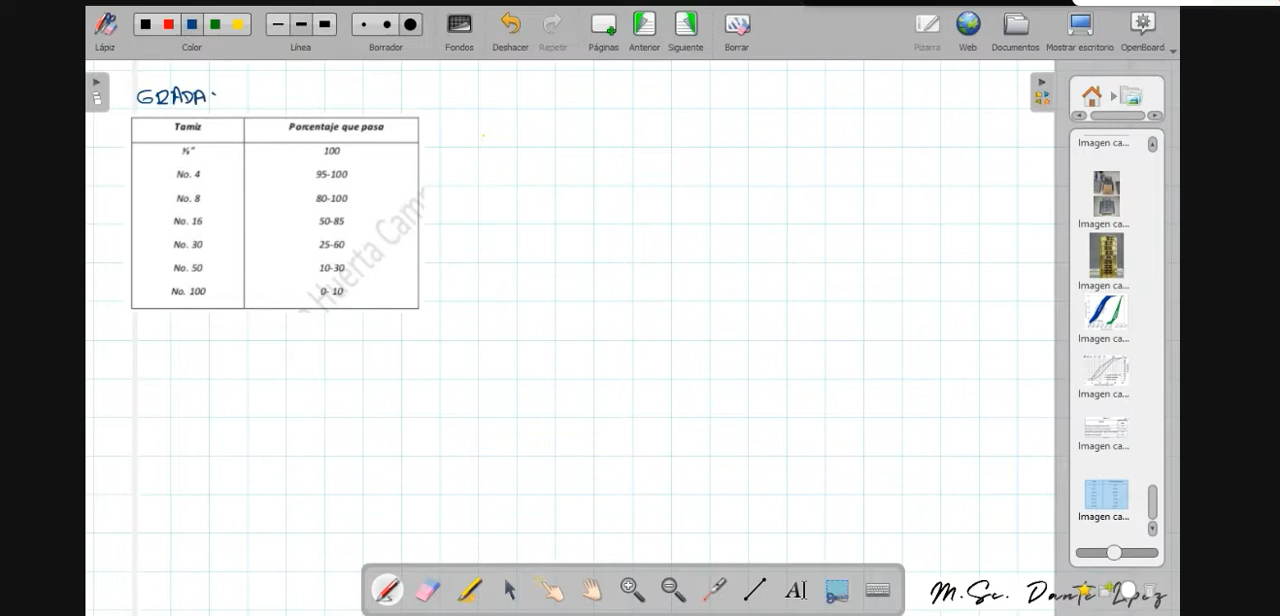 Lápiz
Color
Línea
Borrador
Fondos
Deshacer
Repetir
Páginas
Anterior
Siguiente
Borrar
Pizarra
Web
Documentos
Mostrar escritorio
OpenBoard
GRADA
Tamiz Porcentaje que pasa
⅜" 100
No. 4 95-100
No. 8 80-100
No. 16 50-85
No. 30 25-60
No. 50 10-30
No. 100 0-10
Huerta Cam
Imagen ca...
Imagen ca...
Imagen ca...
Imagen ca...
Imagen ca...
Imagen ca...
Imagen ca...
M.Sc. Dante López